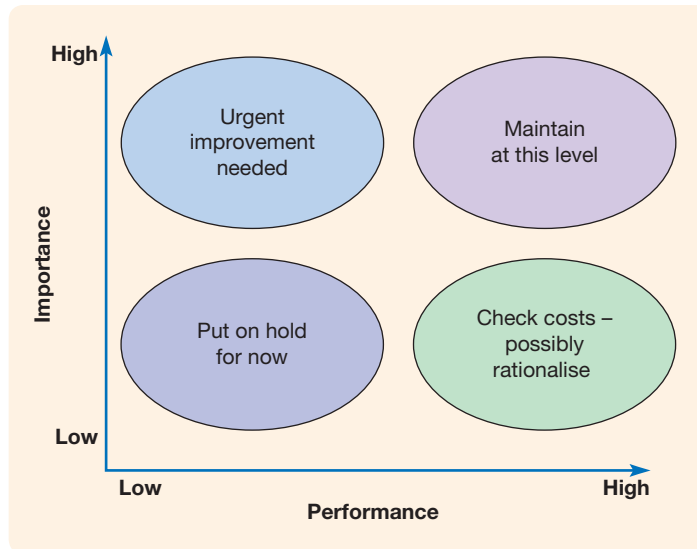 High
Urgent
improvement
needed
Maintain
at this level
Importance
Put on hold
for now
Check costs –
possibly
rationalise
Low
Low
High
Performance